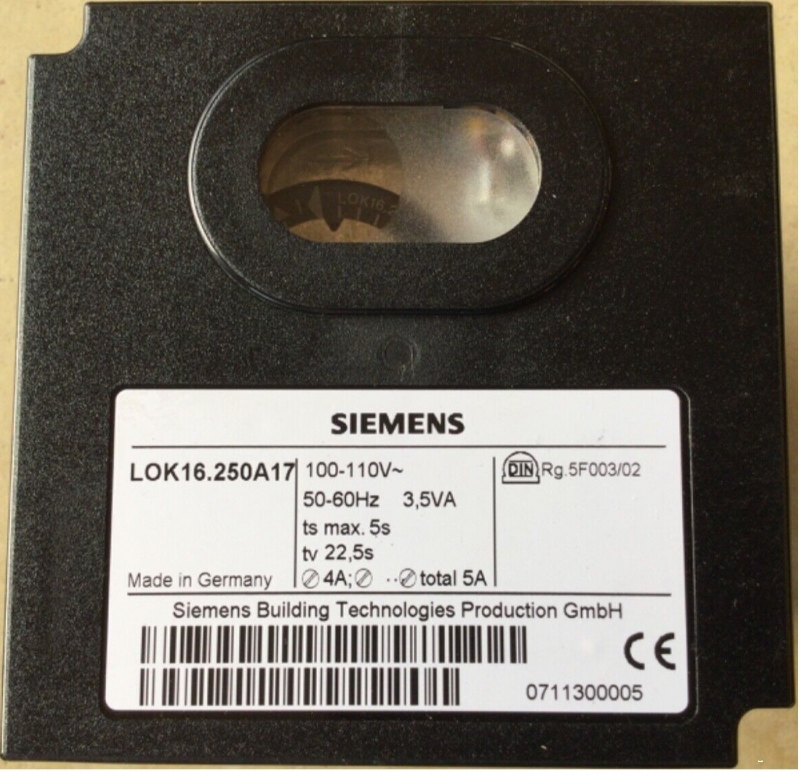 LOK16
SIEMENS
LOK16.250A17
100-110V~
50-60Hz 3,5VA
ts max. 5s
tv 22,5s
4A; ·· total 5A
DIN Rg.5F003/02
Made in Germany
Siemens Building Technologies Production GmbH
CE
0711300005